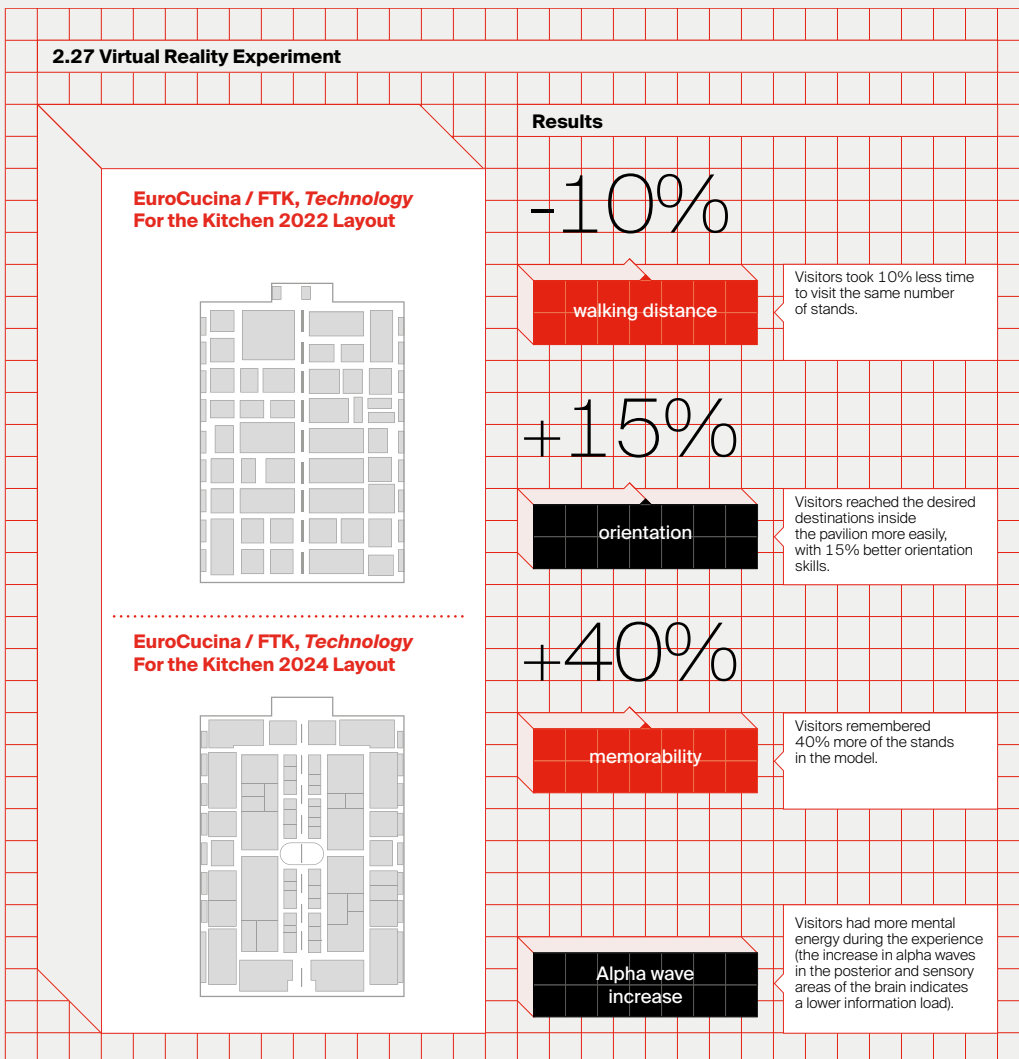 2.27 Virtual Reality Experiment
EuroCucina / FTK, Technology
For the Kitchen 2022 Layout
EuroCucina / FTK, Technology
For the Kitchen 2024 Layout
Results
-10%
walking distance
Visitors took 10% less time
to visit the same number
of stands.
+15%
orientation
Visitors reached the desired
destinations inside
the pavilion more easily,
with 15% better orientation
skills.
+40%
memorability
Visitors remembered
40% more of the stands
in the model.
Alpha wave
increase
Visitors had more mental
energy during the experience
(the increase in alpha waves
in the posterior and sensory
areas of the brain indicates
a lower information load).